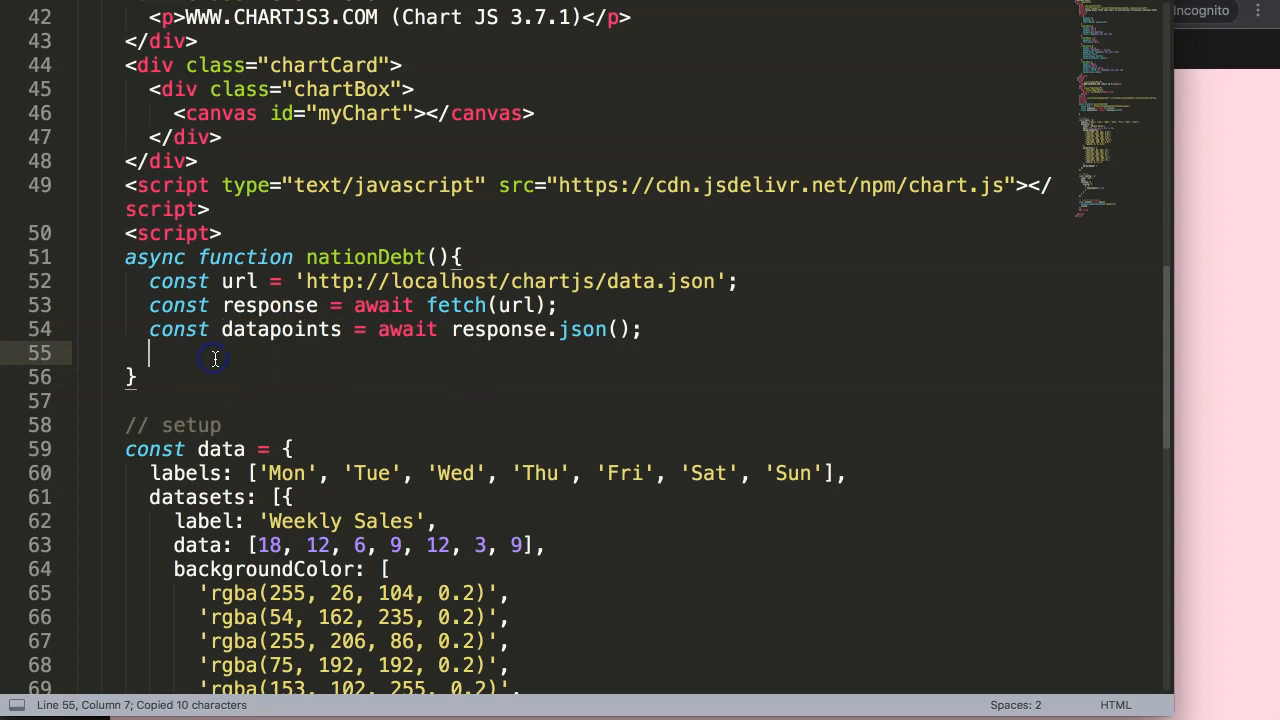 Incognito
42 <p>WWW.CHARTJS3.COM (Chart JS 3.7.1)</p>
43 </div>
44 <div class="chartCard">
45 <div class="chartBox">
46 <canvas id="myChart"></canvas>
47 </div>
48 </div>
49 <script type="text/javascript" src="https://cdn.jsdelivr.net/npm/chart.js"></
script>
50 <script>
51 async function nationDebt(){
52 const url = 'http://localhost/chartjs/data.json';
53 const response = await fetch(url);
54 const datapoints = await response.json();
55
56 }
57
58 // setup
59 const data = {
60 labels: ['Mon', 'Tue', 'Wed', 'Thu', 'Fri', 'Sat', 'Sun'],
61 datasets: [{
62 label: 'Weekly Sales',
63 data: [18, 12, 6, 9, 12, 3, 9],
64 backgroundColor: [
65 'rgba(255, 26, 104, 0.2)',
66 'rgba(54, 162, 235, 0.2)',
67 'rgba(255, 206, 86, 0.2)',
68 'rgba(75, 192, 192, 0.2)',
69 'rgba(153, 102, 255, 0.2)',
Line 55, Column 7; Copied 10 characters
Spaces: 2
HTML